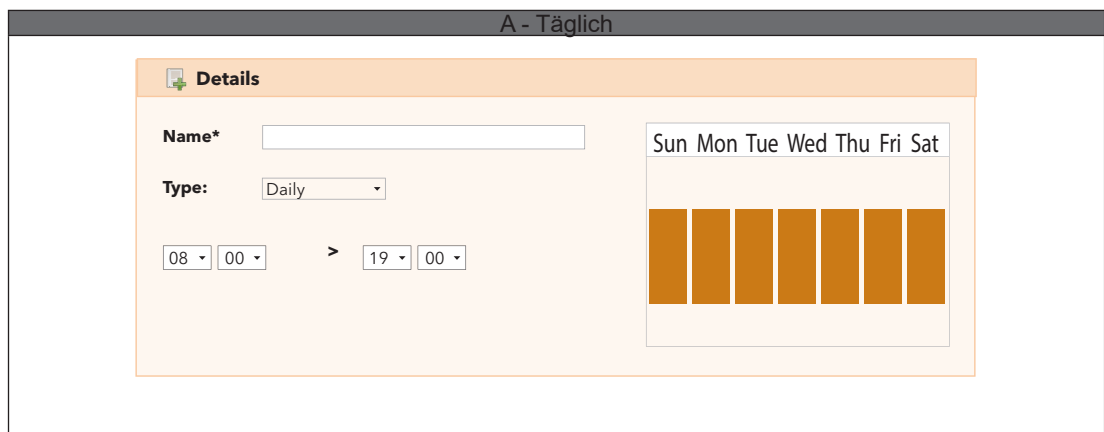 A - Täglich
Details
Name*
Sun Mon Tue Wed Thu Fri Sat
Type: Daily
08 00 > 19 00